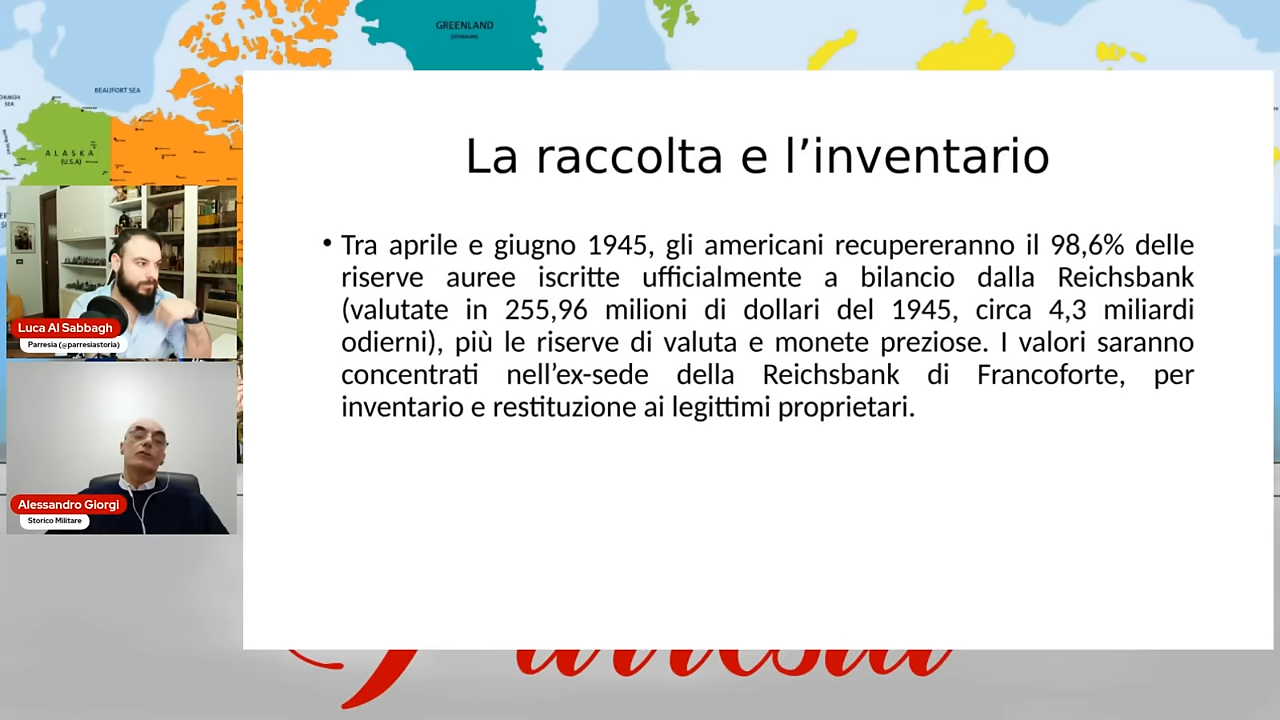 GREENLAND
(DENMARK)
BEAUFORT SEA
SEA
ALASKA
(U.S.A)
La raccolta e l’inventario
• Tra aprile e giugno 1945, gli americani recupereranno il 98,6% delle
riserve auree iscritte ufficialmente a bilancio dalla Reichsbank
(valutate in 255,96 milioni di dollari del 1945, circa 4,3 miliardi
odierni), più le riserve di valuta e monete preziose. I valori saranno
concentrati nell’ex-sede della Reichsbank di Francoforte, per
inventario e restituzione ai legittimi proprietari.
Luca Al Sabbagh
Parresia (@parresiastoria)
Alessandro Giorgi
Storico Militare